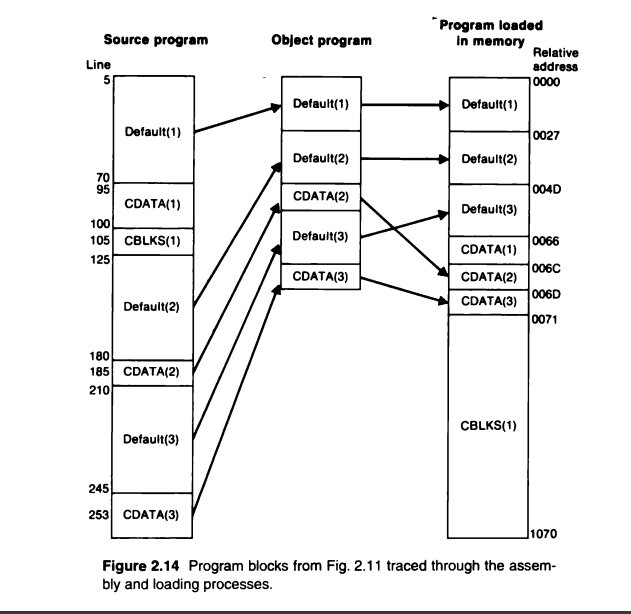 Source program
Object program
Program loaded
in memory
Line
Relative
address
5
Default(1)
70
95
CDATA(1)
100
105
CBLKS(1)
125
Default(2)
180
185
CDATA(2)
210
Default(3)
245
253
CDATA(3)
Default(1)
Default(2)
CDATA(2)
Default(3)
CDATA(3)
0000
Default(1)
0027
Default(2)
004D
Default(3)
0066
CDATA(1)
006C
CDATA(2)
006D
CDATA(3)
0071
CBLKS(1)
1070
Figure 2.14 Program blocks from Fig. 2.11 traced through the assem-
bly and loading processes.